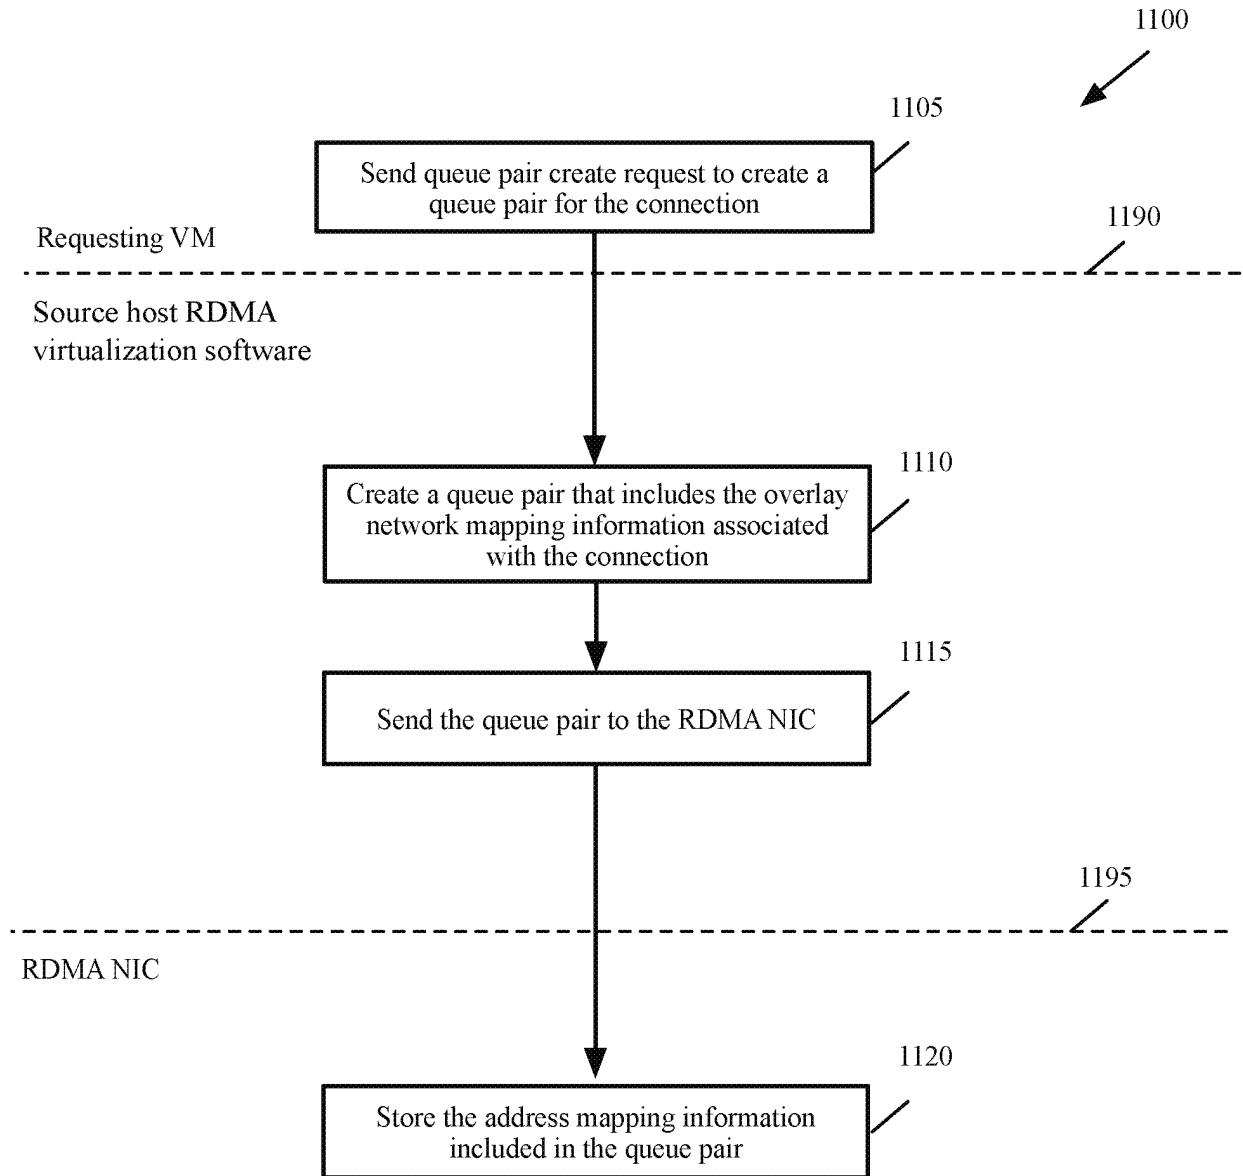 1100
1105
Send queue pair create request to create a
queue pair for the connection
1190
Requesting VM
Source host RDMA
virtualization software
1110
Create a queue pair that includes the overlay
network mapping information associated
with the connection
1115
Send the queue pair to the RDMA NIC
1195
RDMA NIC
1120
Store the address mapping information
included in the queue pair